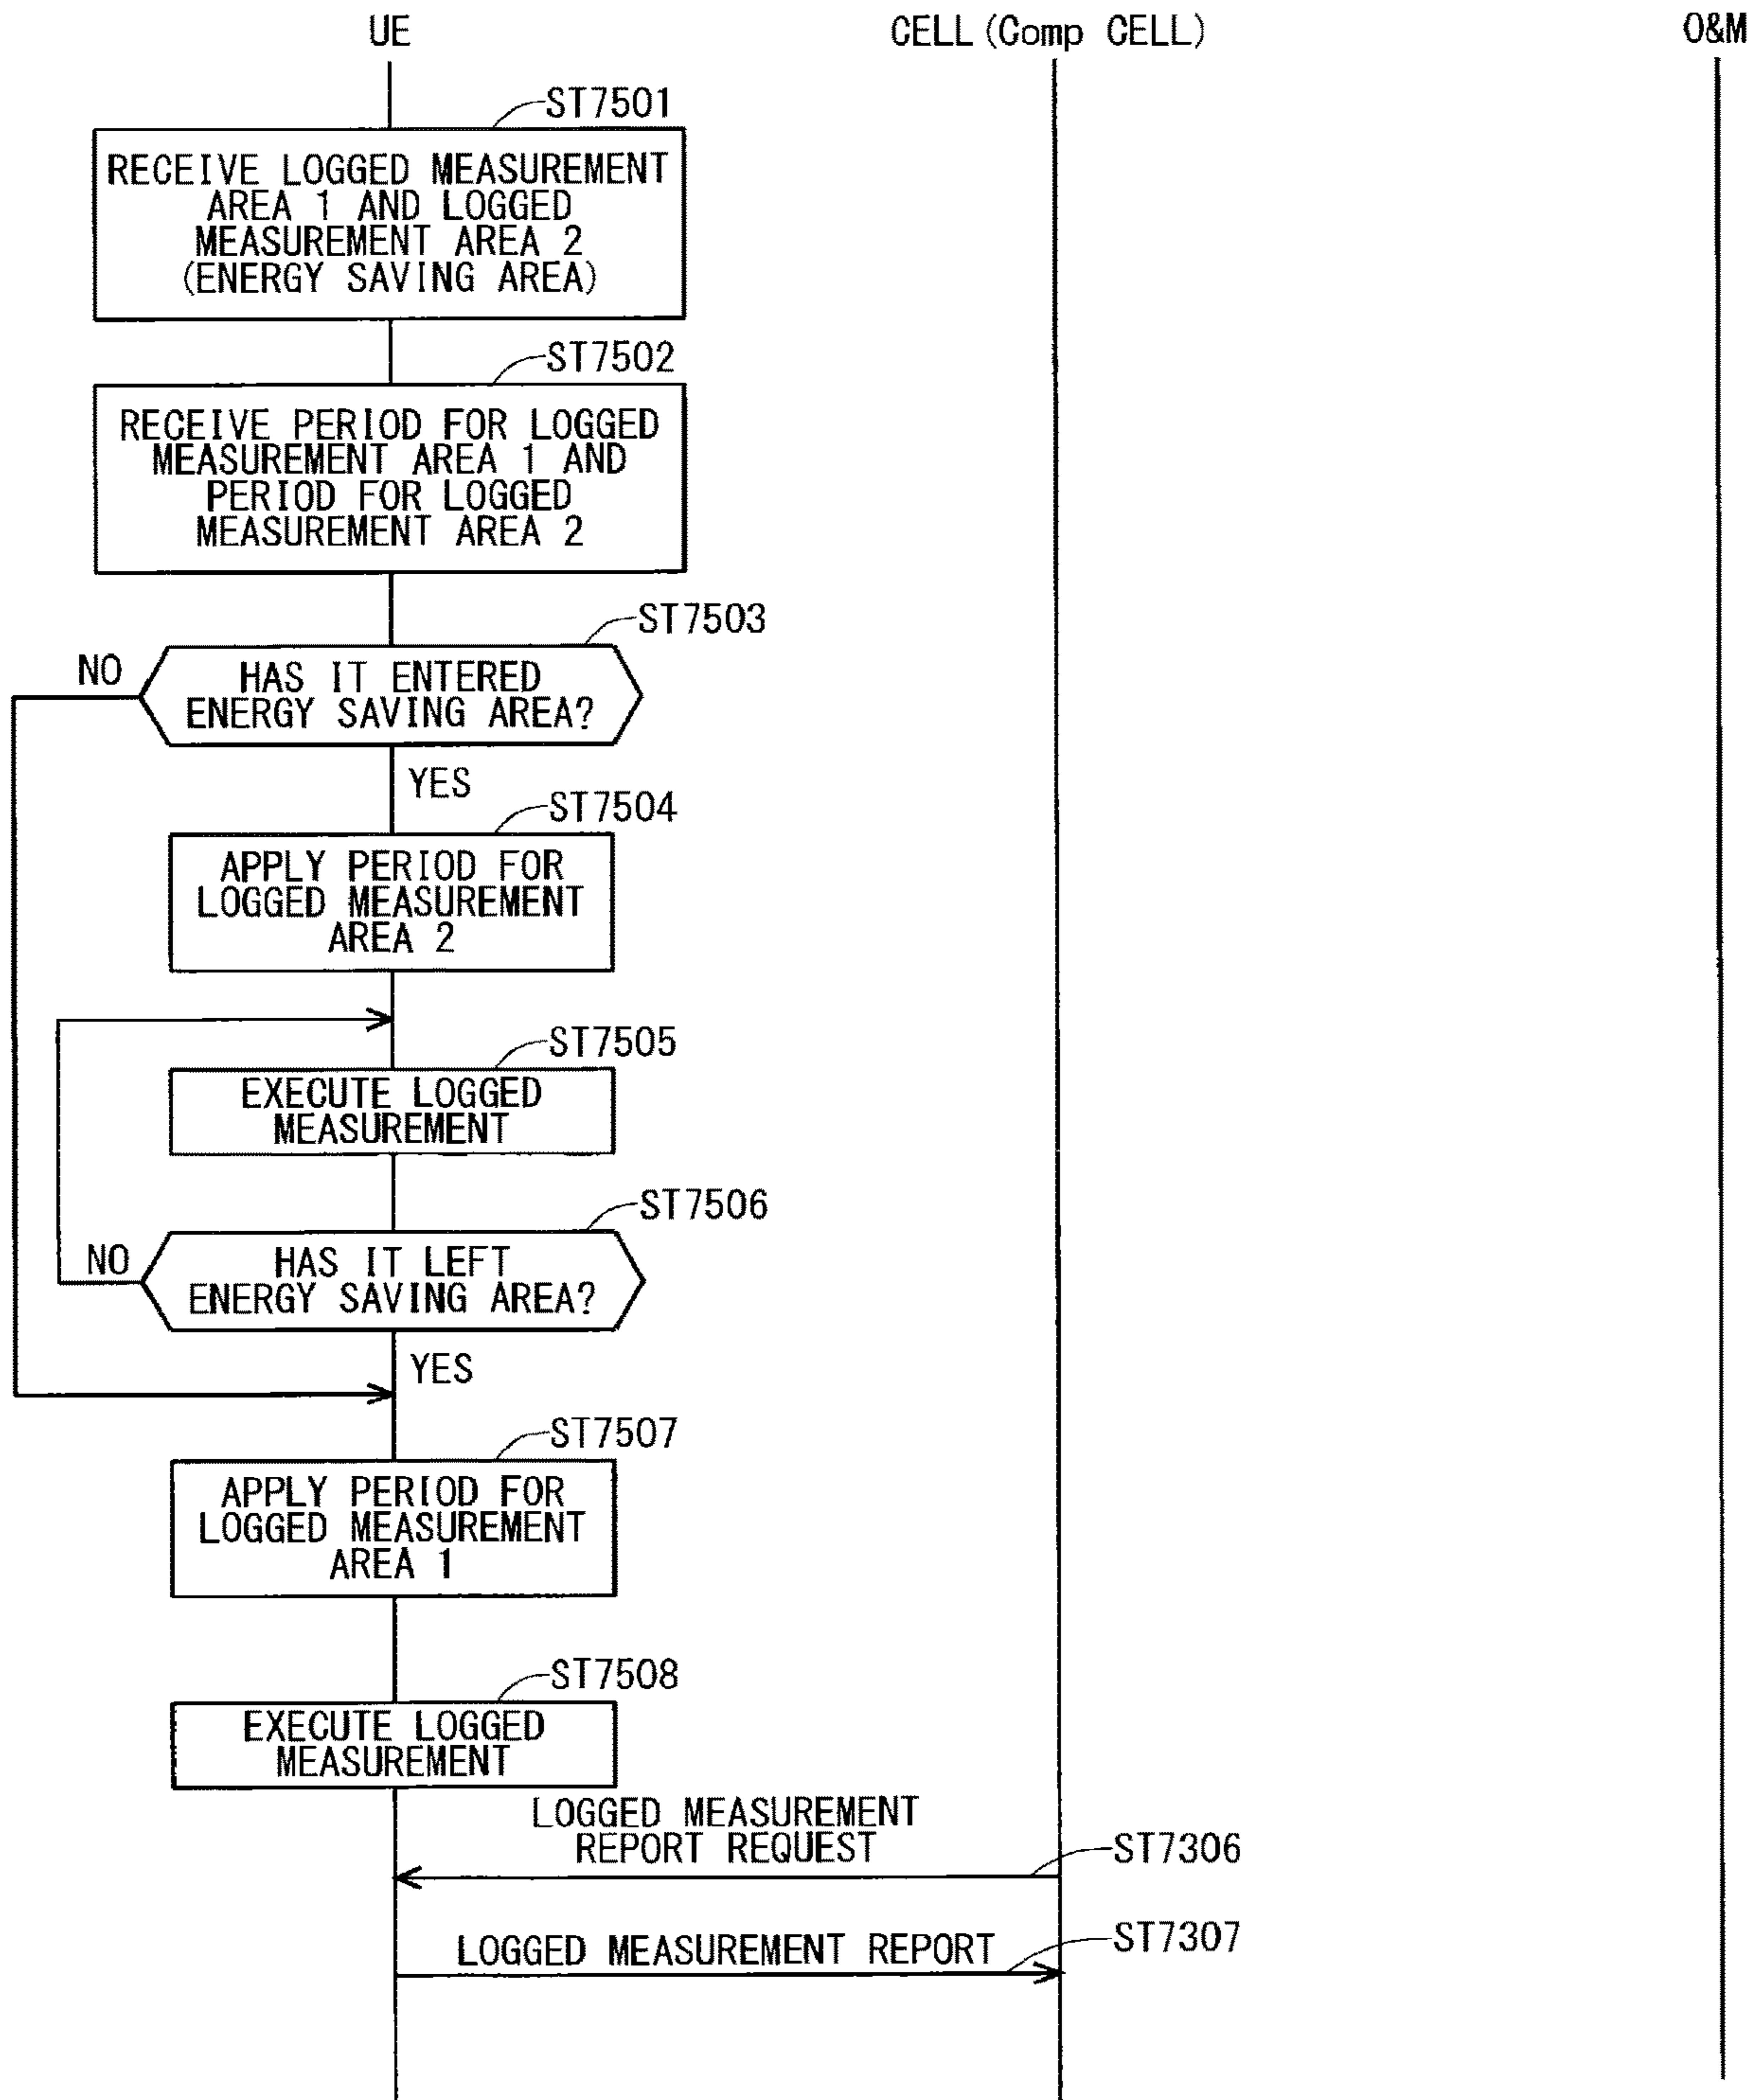 UE
CELL(Comp CELL)
O&M
ST7501
RECEIVE LOGGED MEASUREMENT
AREA 1 AND LOGGED
MEASUREMENT AREA 2
(ENERGY SAVING AREA)
ST7502
RECEIVE PERIOD FOR LOGGED
MEASUREMENT AREA 1 AND
PERIOD FOR LOGGED
MEASUREMENT AREA 2
ST7503
NO
HAS IT ENTERED
ENERGY SAVING AREA?
YES
ST7504
APPLY PERIOD FOR
LOGGED MEASUREMENT
AREA 2
ST7505
EXECUTE LOGGED
MEASUREMENT
ST7506
NO
HAS IT LEFT
ENERGY SAVING AREA?
YES
ST7507
APPLY PERIOD FOR
LOGGED MEASUREMENT
AREA 1
ST7508
EXECUTE LOGGED
MEASUREMENT
LOGGED MEASUREMENT
REPORT REQUEST
ST7306
LOGGED MEASUREMENT REPORT
ST7307